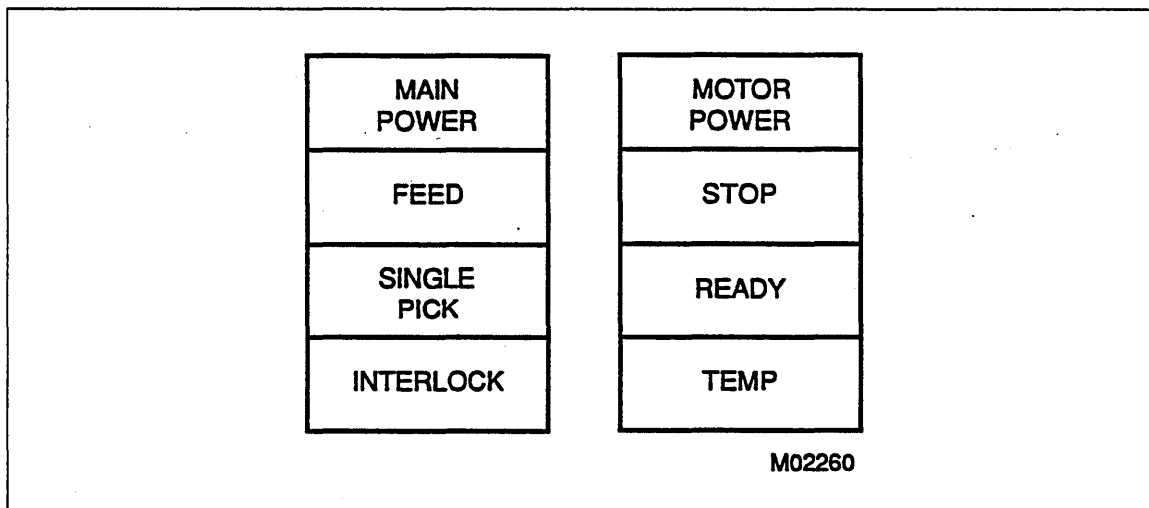 MAIN
POWER
FEED
SINGLE
PICK
INTERLOCK
MOTOR
POWER
STOP
READY
TEMP
M02260